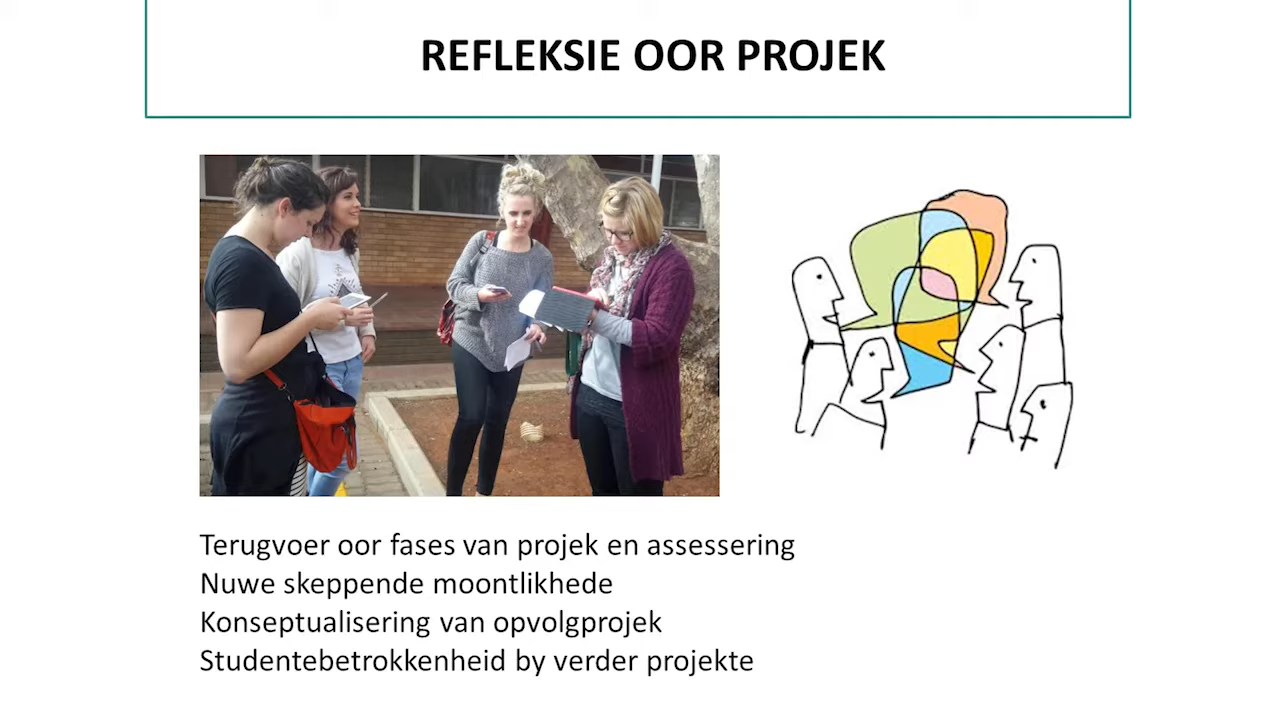 REFLEKSIE OOR PROJEK
Terugvoer oor fases van projek en assessering
Nuwe skeppende moontlikhede
Konseptualisering van opvolgprojek
Studentebetrokkenheid by verder projekte